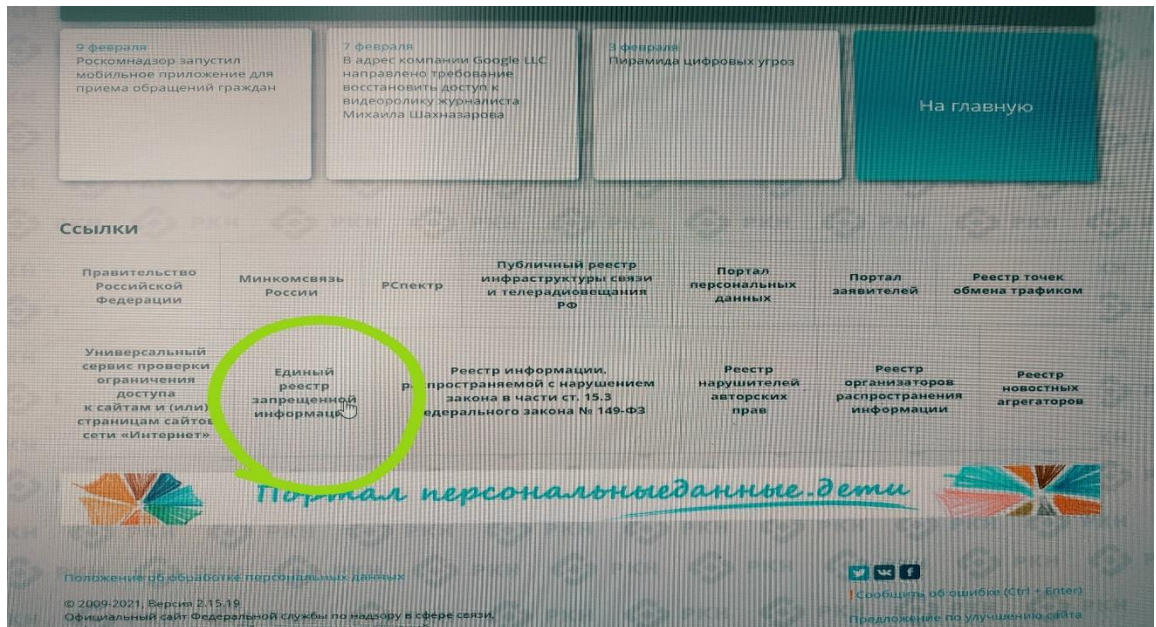 9 февраля
Роскомнадзор запустил
мобильное приложение для
приема обращений граждан
7 февраля
В адрес компании Google LLC
направлено требование
восстановить доступ к
видеоролику журналиста
Михаила Шахназарова
3 февраля
Пирамида цифровых угроз
На главную
Ссылки
Правительство
Российской
Федерации
Минкомсвязь
России
РСпектр
Публичный реестр
инфраструктуры связи
и телерадиовещания
РФ
Портал
персональных
данных
Портал
заявителей
Реестр точек
обмена трафиком
Универсальный
сервис проверки
ограничения
доступа
к сайтам и (или)
страницам сайтов
сети «Интернет»
Единый
реестр
запрещенной
информации
Реестр информации,
распространяемой с нарушением
закона в части ст. 15.3
Федерального закона № 149-ФЗ
Реестр
нарушителей
авторских
прав
Реестр
организаторов
распространения
информации
Реестр
новостных
агрегаторов
Портал персональныеданные.дети
Положение об обработке персональных данных
© 2009-2021, Версия 2.15.19
Официальный сайт Федеральной службы по надзору в сфере связи,
Сообщить об ошибке (Ctrl + Enter)
Предложение по улучшению сайта
РКН